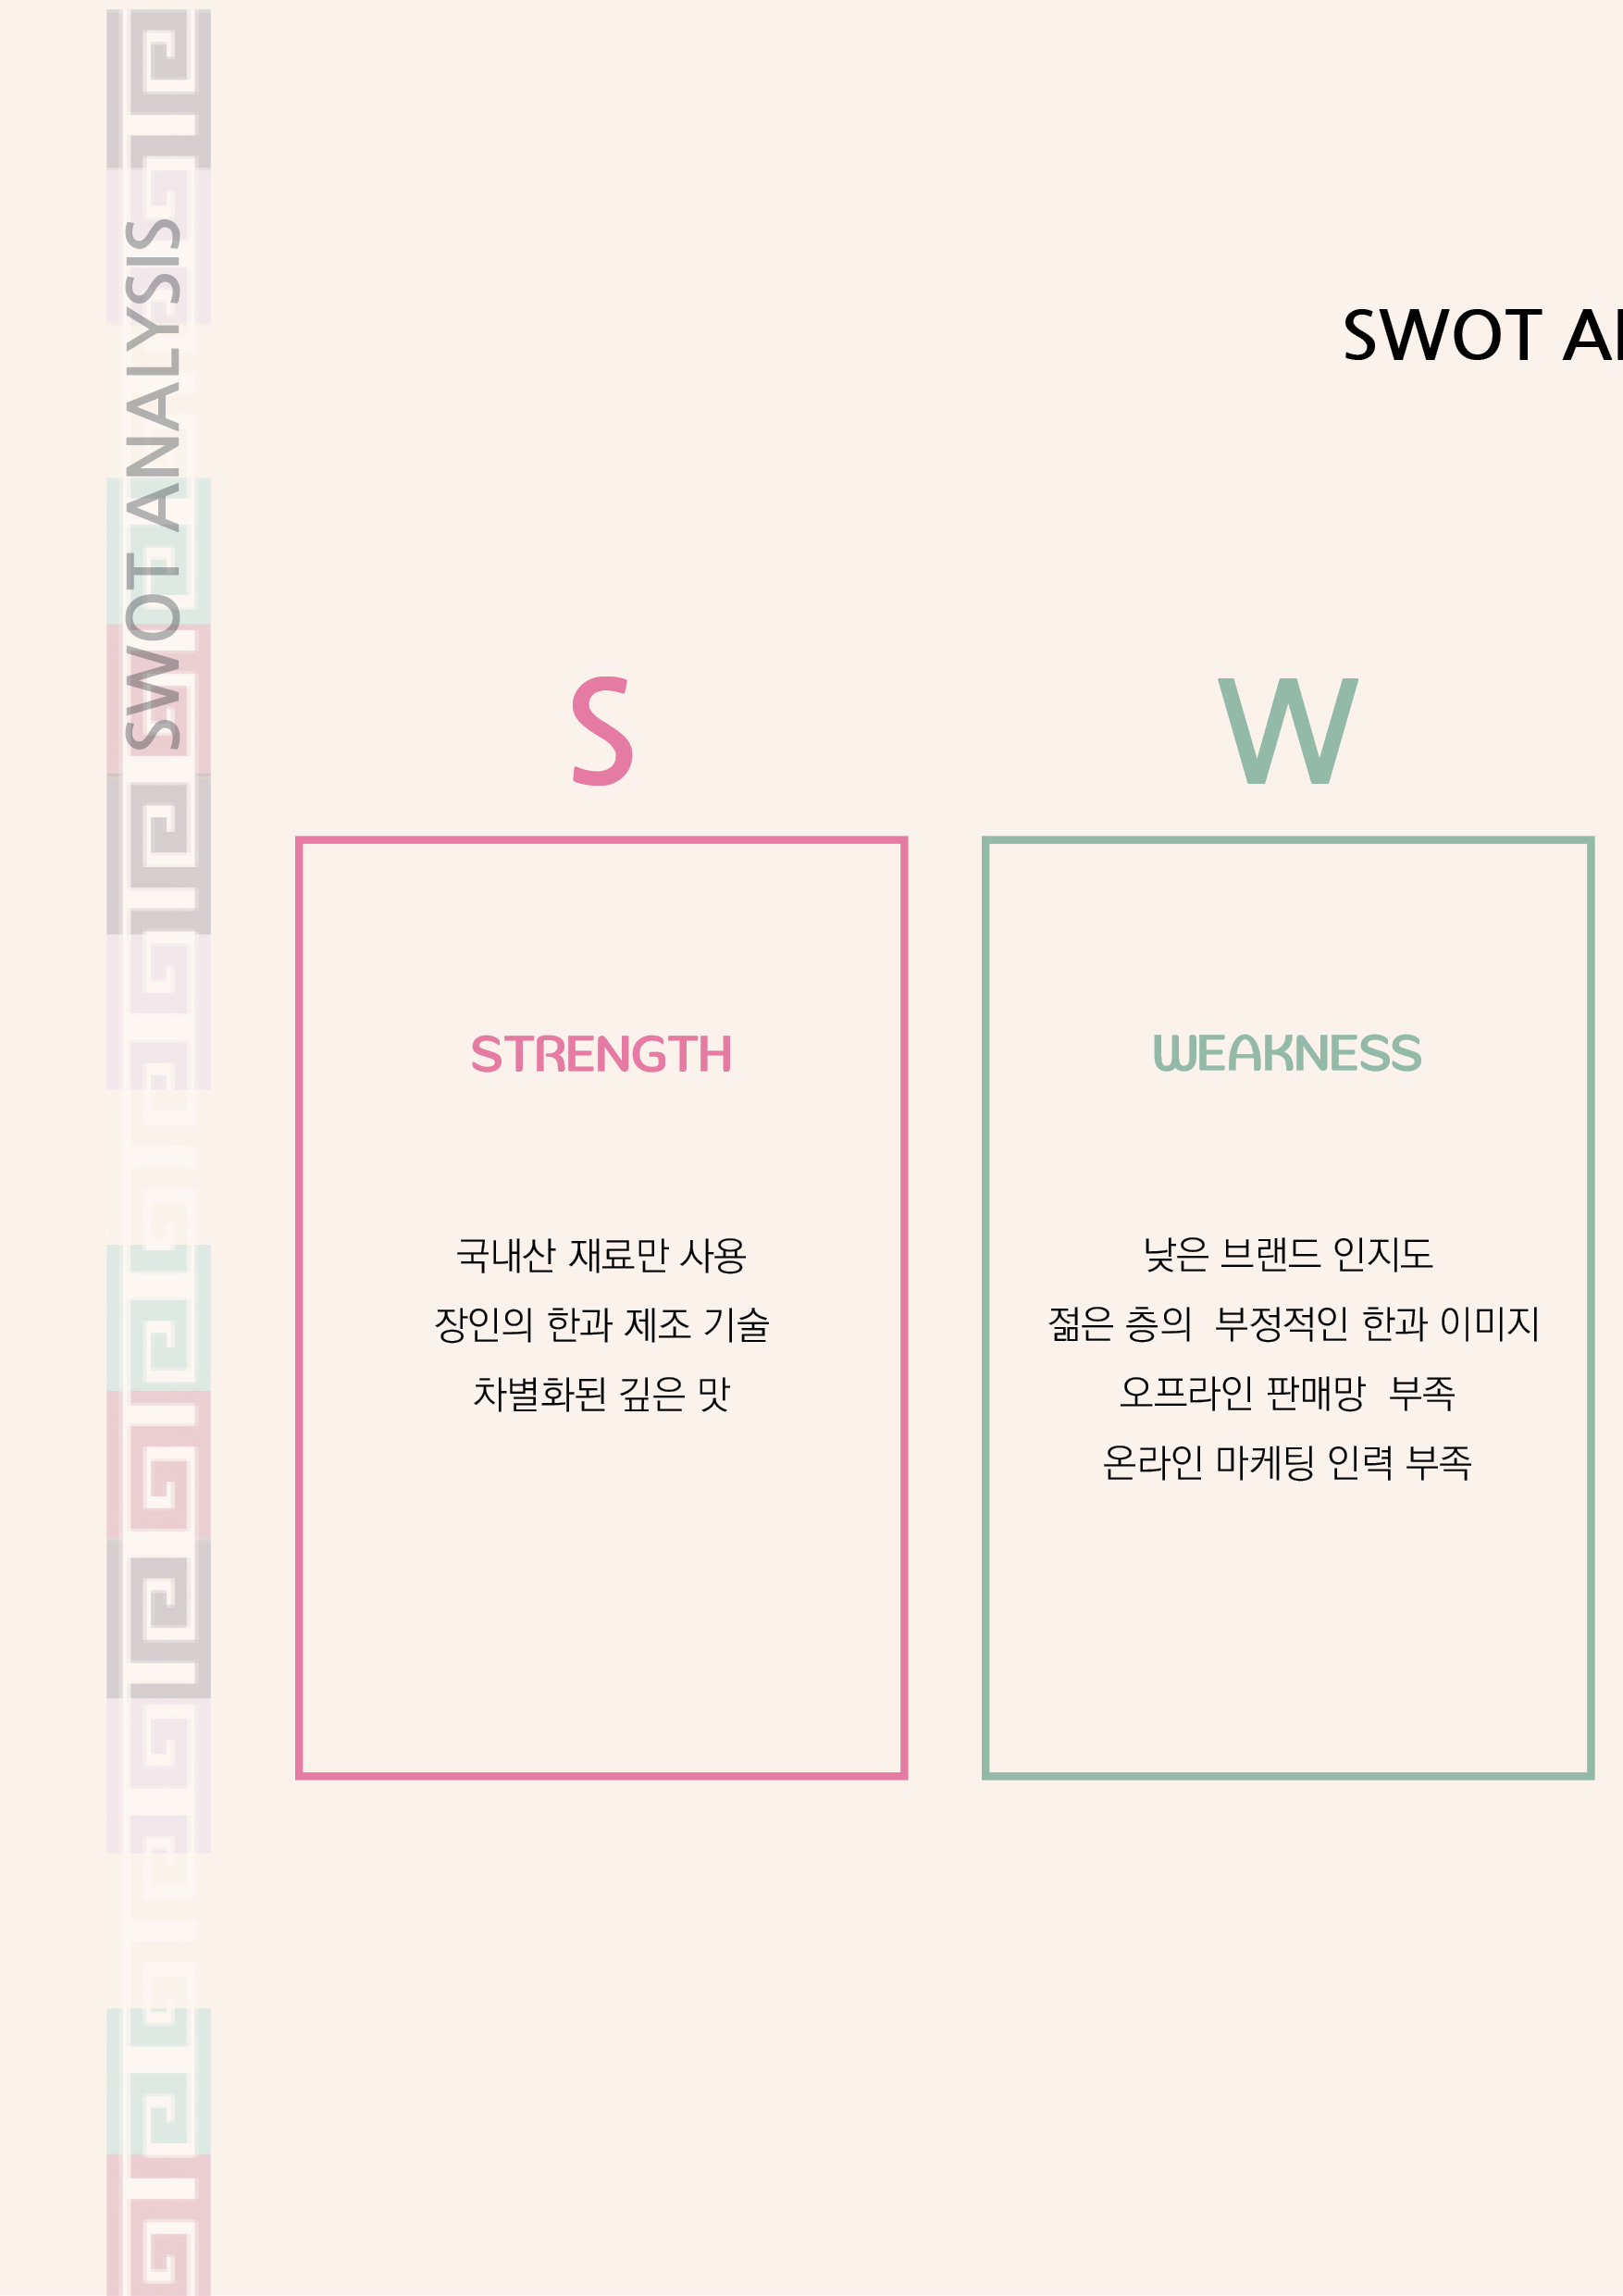 SWOT ANALYSIS
SWOT A
S
STRENGTH
국내산 재료만 사용
장인의 한과 제조 기술
차별화된 깊은 맛
W
WEAKNESS
낮은 브랜드 인지도
젊은 층의  부정적인 한과 이미지
오프라인 판매망  부족
온라인 마케팅 인력 부족